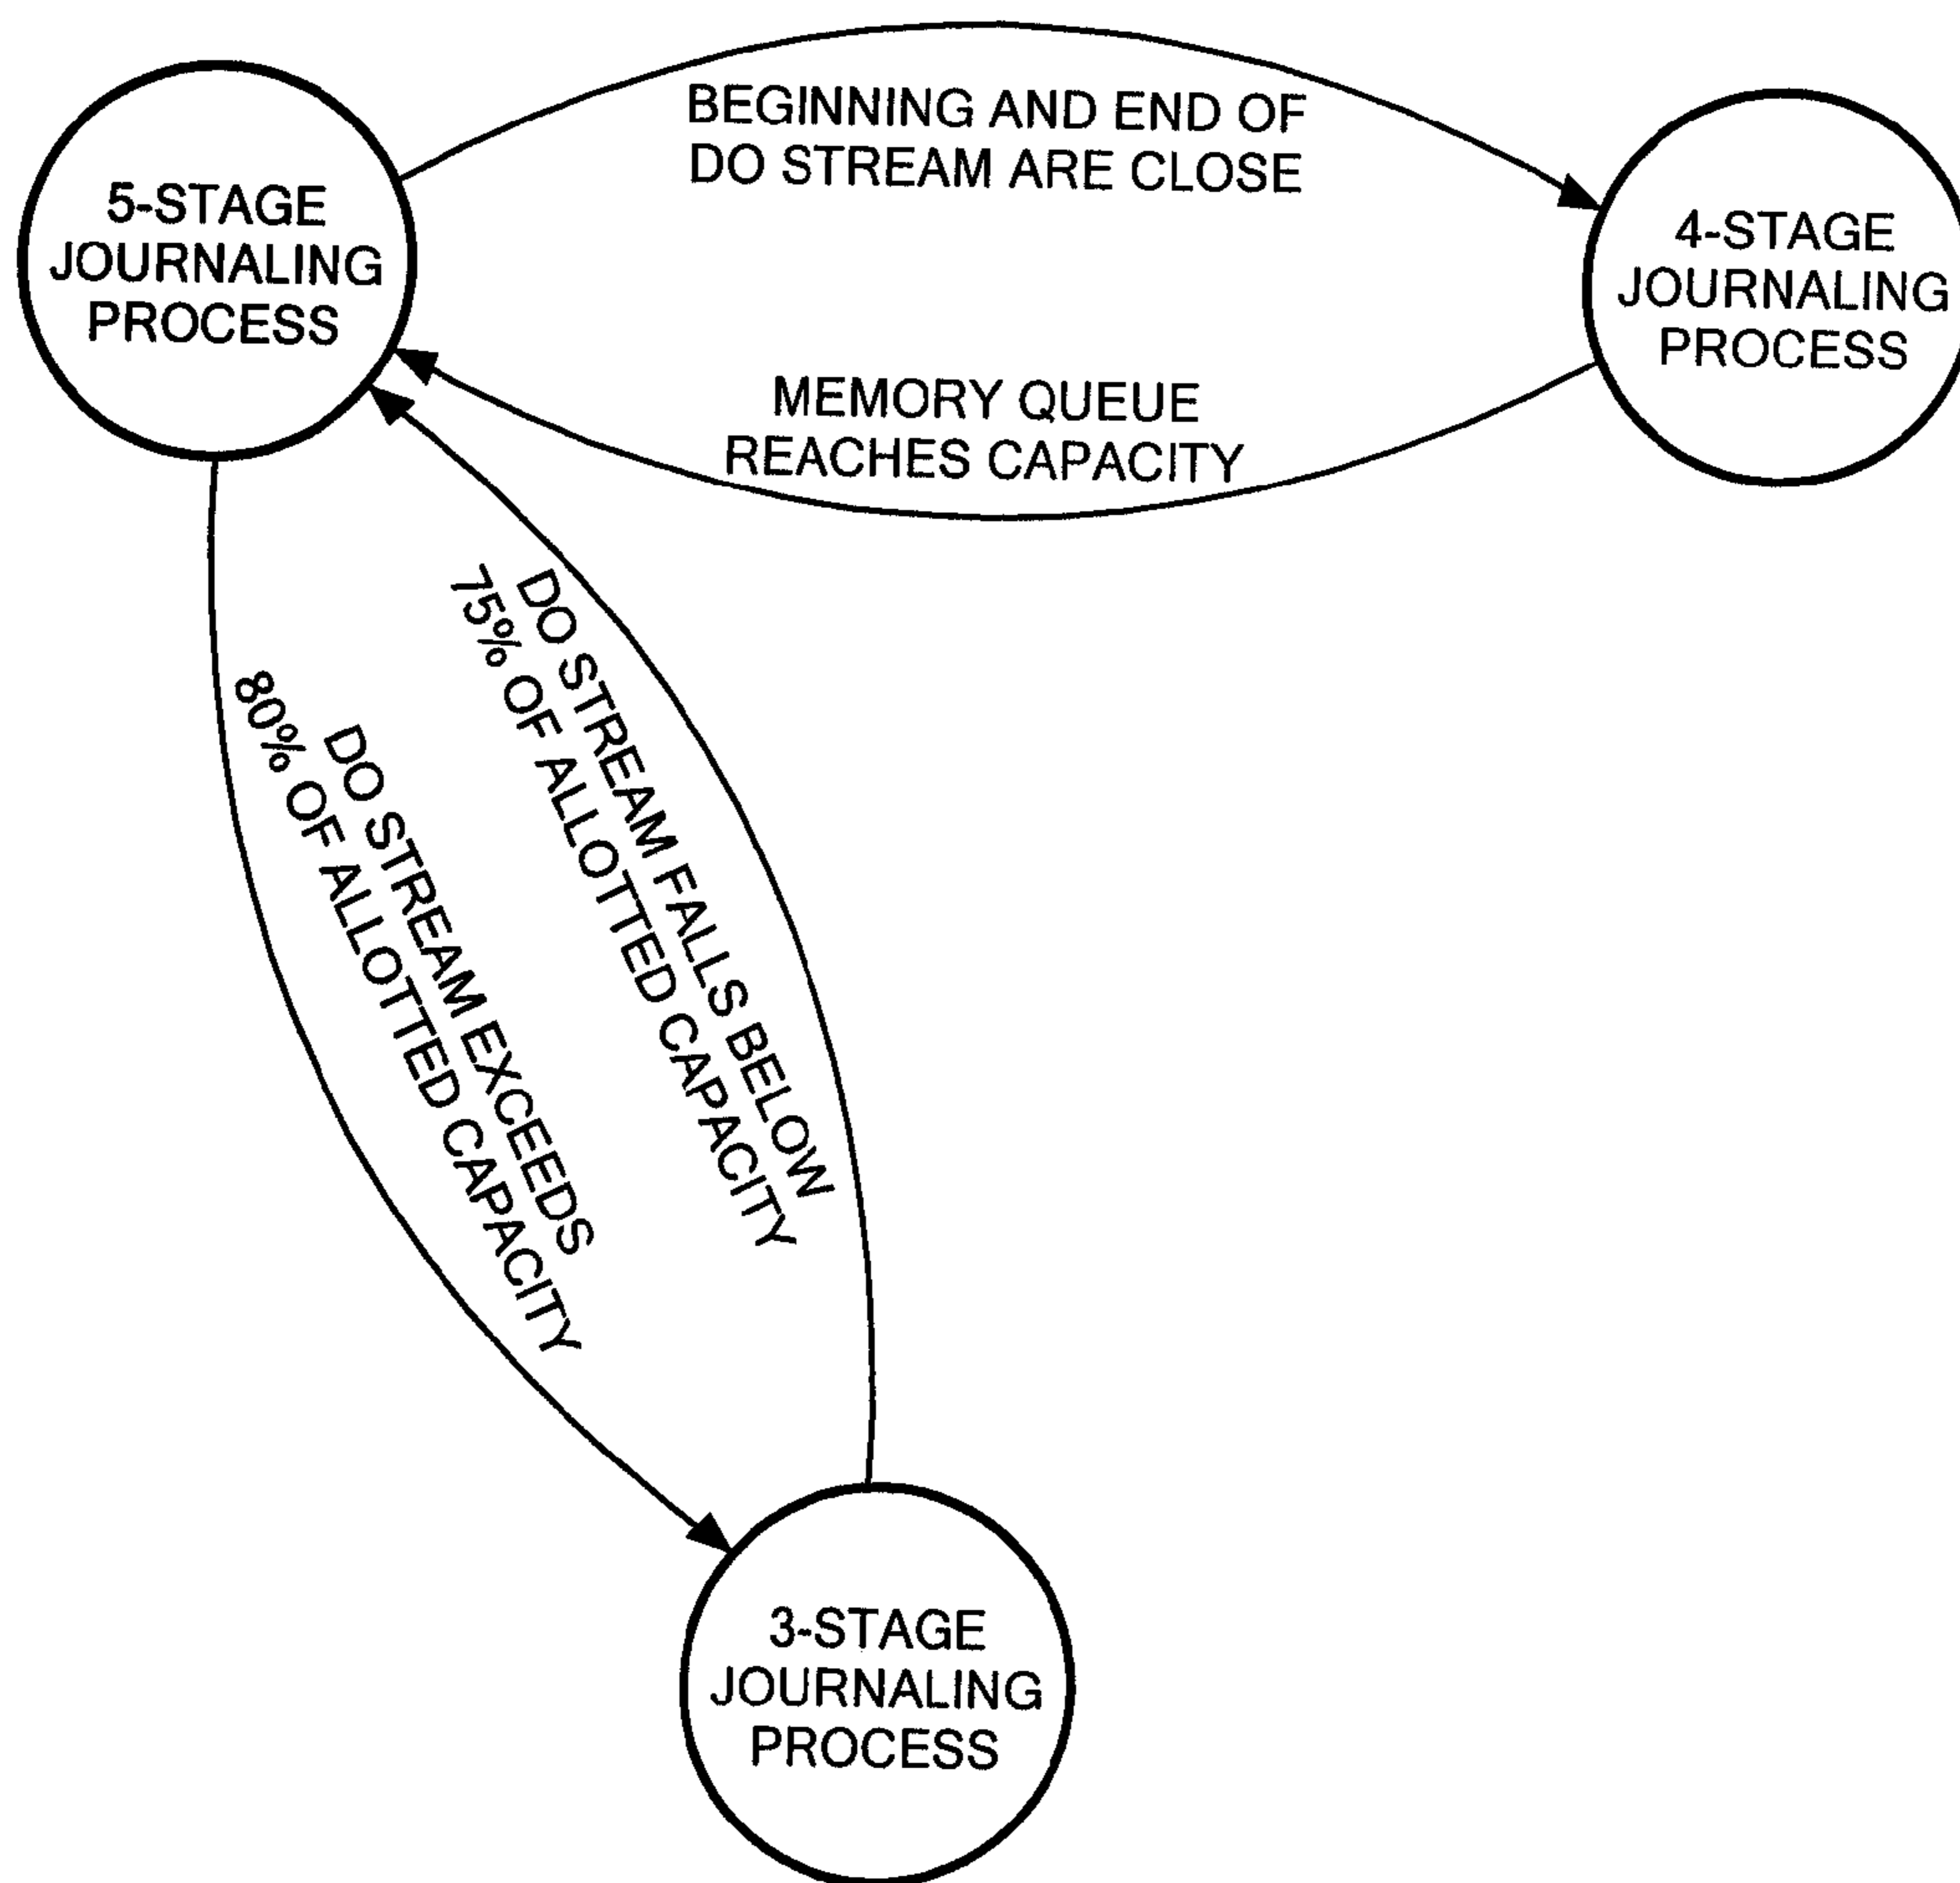 BEGINNING AND END OF
DO STREAM ARE CLOSE
5-STAGE
JOURNALING
PROCESS
4-STAGE
JOURNALING
PROCESS
MEMORY QUEUE
REACHES CAPACITY
DO STREAM FALLS BELOW
75% OF ALLOTTED CAPACITY
DO STREAM EXCEEDS
80% OF ALLOTTED CAPACITY
3-STAGE
JOURNALING
PROCESS